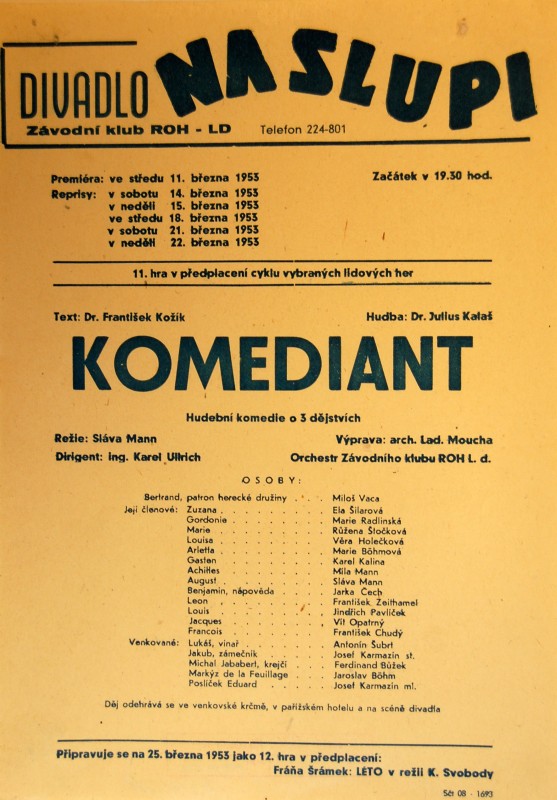 DIVADLO NA SLUPI
Závodní klub ROH - LD Telefon 224-801
Premiéra: ve středu 11. března 1953 Začátek v 19.30 hod.
Reprisy: v sobotu 14. března 1953
v neděli 15. března 1953
ve středu 18. března 1953
v sobotu 21. března 1953
v neděli 22. března 1953
11. hra v předplacení cyklu vybraných lidových her
Text: Dr. František Kožík Hudba: Dr. Julius Kalaš
KOMEDIANT
Hudební komedie o 3 dějstvích
Režie: Sláva Mann Výprava: arch. Lad. Moucha
Dirigent: ing. Karel Ullrich Orchestr Závodního klubu ROH L. d.
OSOBY:
Bertrand, patron herecké družiny . . . Miloš Vaca
Její členové: Zuzana . . . . . . . . Ela Šilarová
Gordonie . . . . . . . Marie Radlinská
Marie . . . . . . . . Růžena Šločková
Louisa . . . . . . . . Věra Holečková
Arletta . . . . . . . . Marie Böhmová
Gaston . . . . . . . . Karel Kalina
Achilles . . . . . . . Míla Mann
August . . . . . . . . Sláva Mann
Benjamin, nápověda . . . . Jarka Čech
Leon . . . . . . . . František Zeithamel
Louis . . . . . . . . Jindřich Pavlíček
Jacques . . . . . . . Vít Opatrný
Francois . . . . . . . František Chudý
Venkované: Lukáš, vinař . . . . . . Antonín Šubrt
Jakub, zámečník . . . . . Josef Karmazín st.
Michal Jababerl, krejčí . . . Ferdinand Bůžek
Markýz de la Feuillage . . . Jaroslav Böhm
Poslíček Eduard . . . . . Josef Karmazín ml.
Děj odehrává se ve venkovské krčmě, v pařížském hotelu a na scéně divadla
Připravuje se na 25. března 1953 jako 12. hra v předplacení:
Fráňa Šrámek: LÉTO v režii K. Svobody
Sčt 08 - 1693